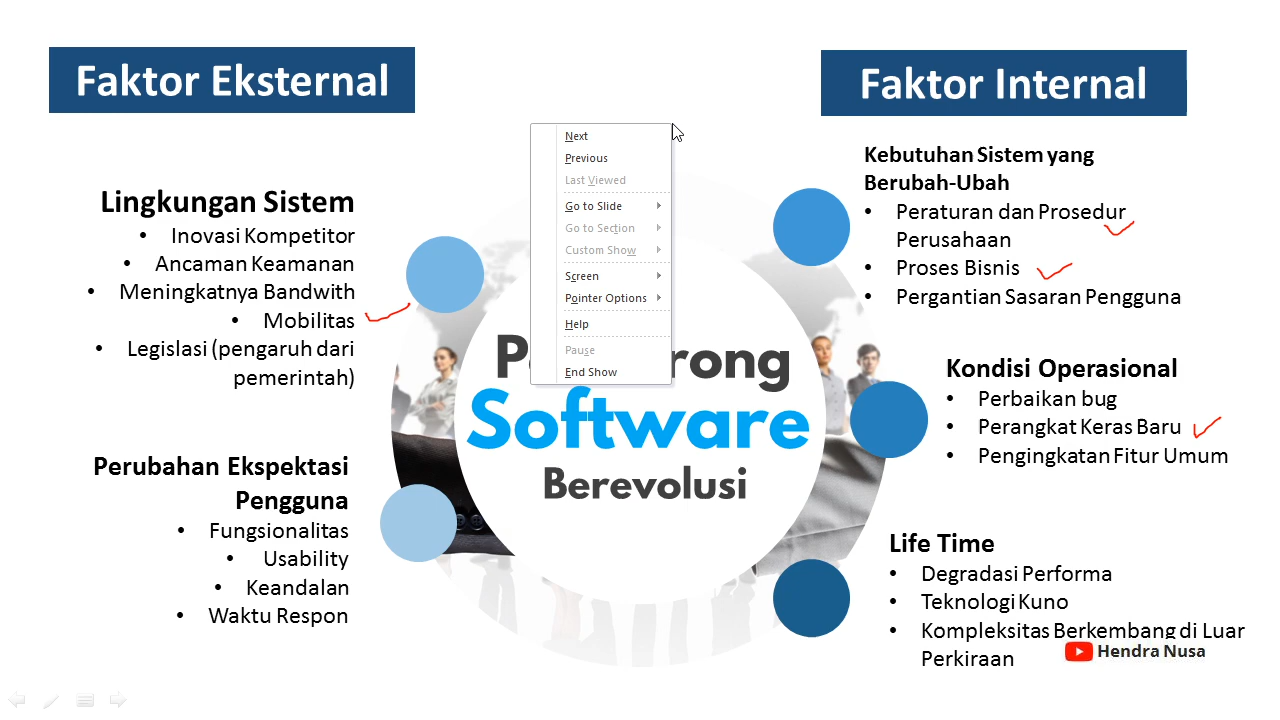 Faktor Eksternal
Lingkungan Sistem
• Inovasi Kompetitor
• Ancaman Keamanan
• Meningkatnya Bandwith
• Mobilitas
• Legislasi (pengaruh dari
pemerintah)
Perubahan Ekspektasi
Pengguna
• Fungsionalitas
• Usability
• Keandalan
• Waktu Respon
Next
Previous
Last Viewed
Go to Slide
Go to Section
Custom Show
Screen
Pointer Options
Help
Pause
End Show
Software
Berevolusi
Faktor Internal
Kebutuhan Sistem yang
Berubah-Ubah
• Peraturan dan Prosedur
Perusahaan
• Proses Bisnis
• Pergantian Sasaran Pengguna
Kondisi Operasional
• Perbaikan bug
• Perangkat Keras Baru
• Pengingkatan Fitur Umum
Life Time
• Degradasi Performa
• Teknologi Kuno
• Kompleksitas Berkembang di Luar
Perkiraan
Hendra Nusa